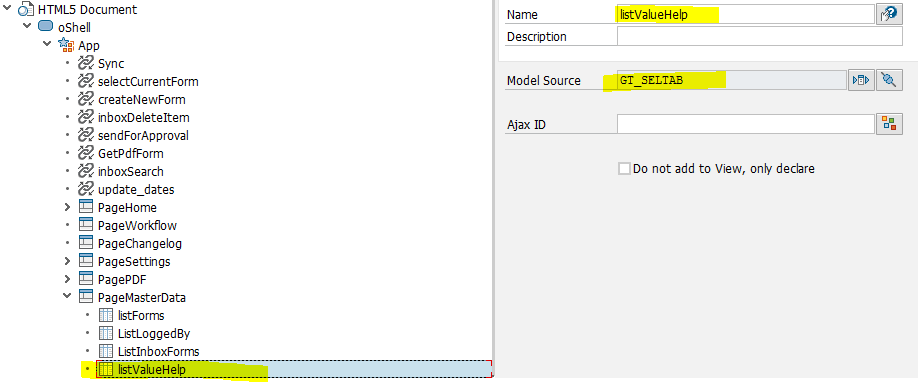 HTML5 Document
oShell
App
Sync
selectCurrentForm
createNewForm
inboxDeleteItem
sendForApproval
GetPdfForm
inboxSearch
update_dates
PageHome
PageWorkflow
PageChangelog
PageSettings
PagePDF
PageMasterData
listForms
ListLoggedBy
ListInboxForms
listValueHelp
Name listValueHelp
Description
Model Source GT_SELTAB
Ajax ID
Do not add to View, only declare